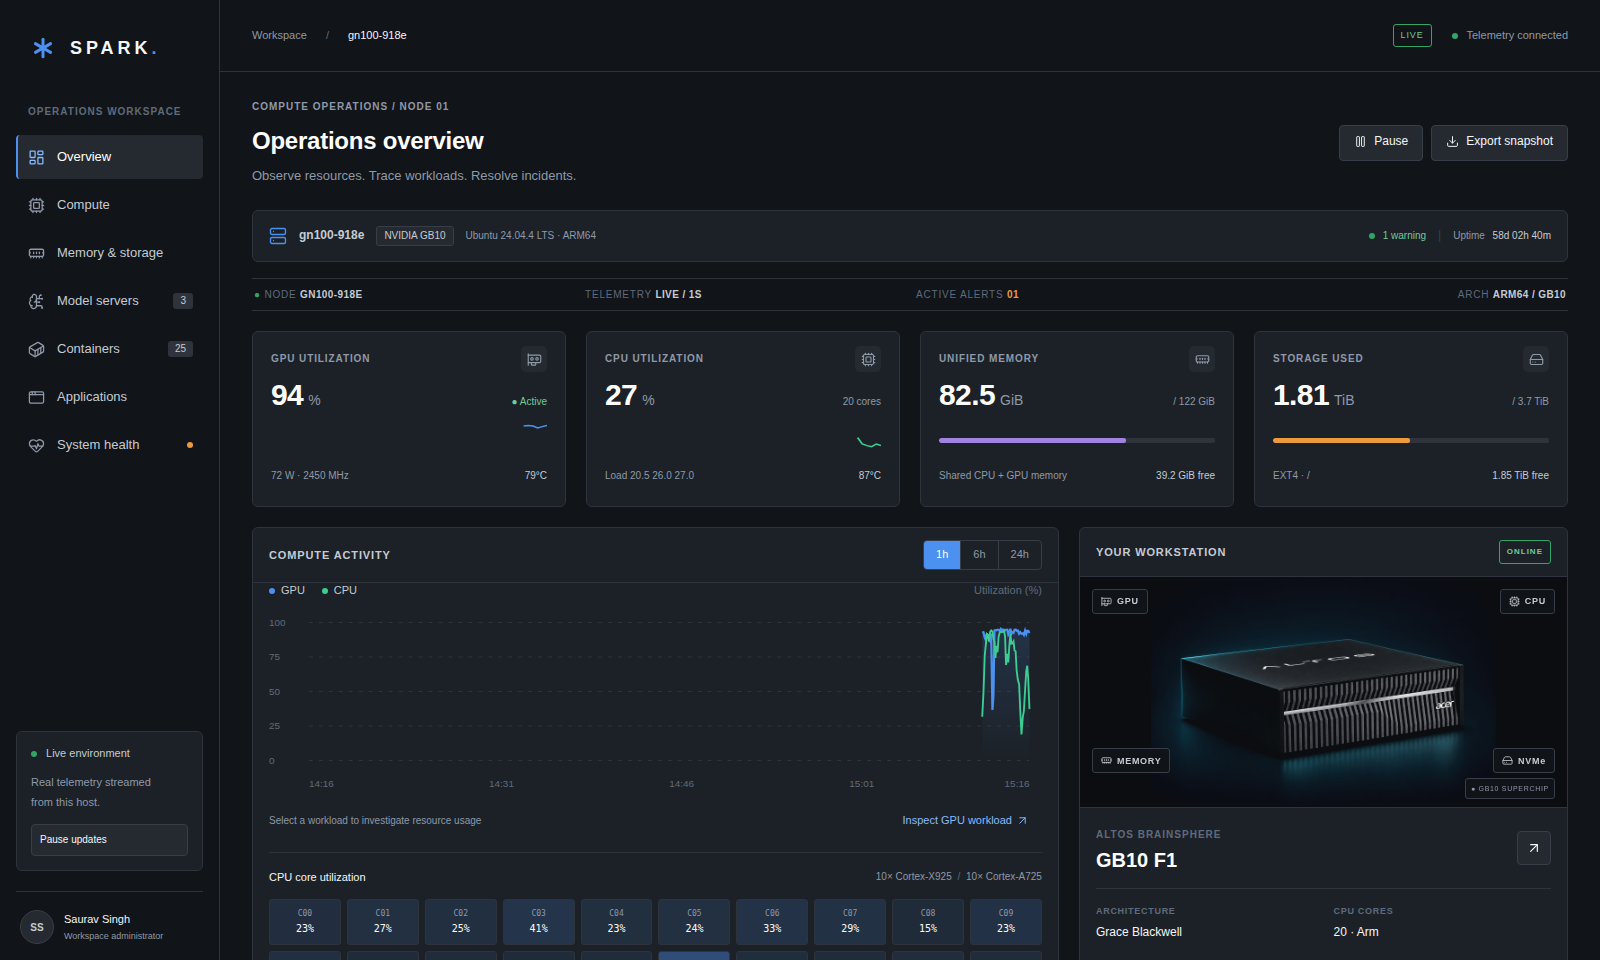 SPARK.
OPERATIONS WORKSPACE
Overview
Compute
Memory & storage
Model servers 3
Containers 25
Applications
System health
Live environment
Real telemetry streamed
from this host.
Pause updates
SS
Saurav Singh
Workspace administrator
Workspace / gn100-918e
LIVE
Telemetry connected
COMPUTE OPERATIONS / NODE 01
Operations overview
Observe resources. Trace workloads. Resolve incidents.
Pause
Export snapshot
gn100-918e NVIDIA GB10 Ubuntu 24.04.4 LTS · ARM64
1 warning Uptime 58d 02h 40m
NODE GN100-918E
TELEMETRY LIVE / 1S
ACTIVE ALERTS 01
ARCH ARM64 / GB10
GPU UTILIZATION
94 %
Active
72 W · 2450 MHz 79°C
CPU UTILIZATION
27 %
20 cores
Load 20.5 26.0 27.0 87°C
UNIFIED MEMORY
82.5 GiB
/ 122 GiB
Shared CPU + GPU memory 39.2 GiB free
STORAGE USED
1.81 TiB
/ 3.7 TiB
EXT4 · / 1.85 TiB free
COMPUTE ACTIVITY
1h 6h 24h
GPU CPU
Utilization (%)
100
75
50
25
0
14:16 14:31 14:46 15:01 15:16
Select a workload to investigate resource usage
Inspect GPU workload
CPU core utilization
10× Cortex-X925 / 10× Cortex-A725
C00 C01 C02 C03 C04 C05 C06 C07 C08 C09
23% 27% 25% 41% 23% 24% 33% 29% 15% 23%
YOUR WORKSTATION
ONLINE
GPU
CPU
ALTOS
acer
MEMORY
NVMe
GB10 SUPERCHIP
ALTOS BRAINSPHERE
GB10 F1
ARCHITECTURE
Grace Blackwell
CPU CORES
20 · Arm